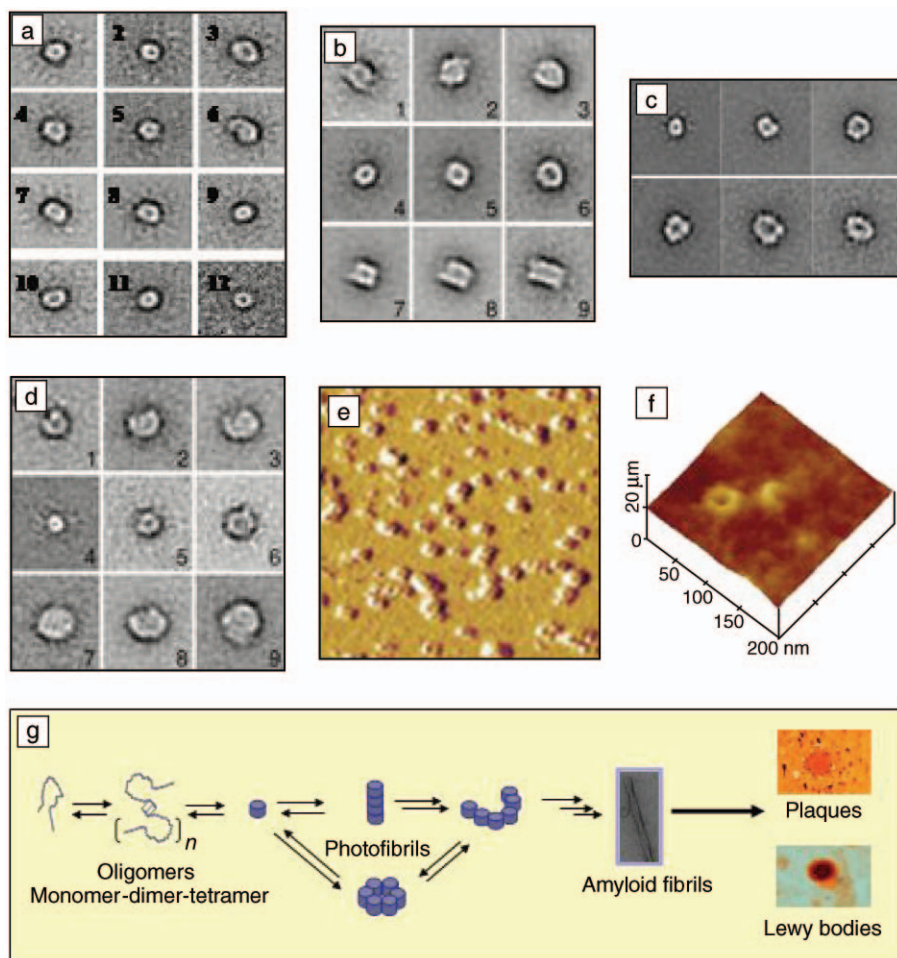 a
2 3
4 5 6
7 8 9
10 11 12
b
1 2 3
4 5 6
7 8 9
c
d
1 2 3
4 5 6
7 8 9
e
f
20 μm
20
0
50
100
150
200 nm
g
n
Oligomers
Monomer-dimer-tetramer
Photofibrils
Amyloid fibrils
Plaques
Lewy bodies